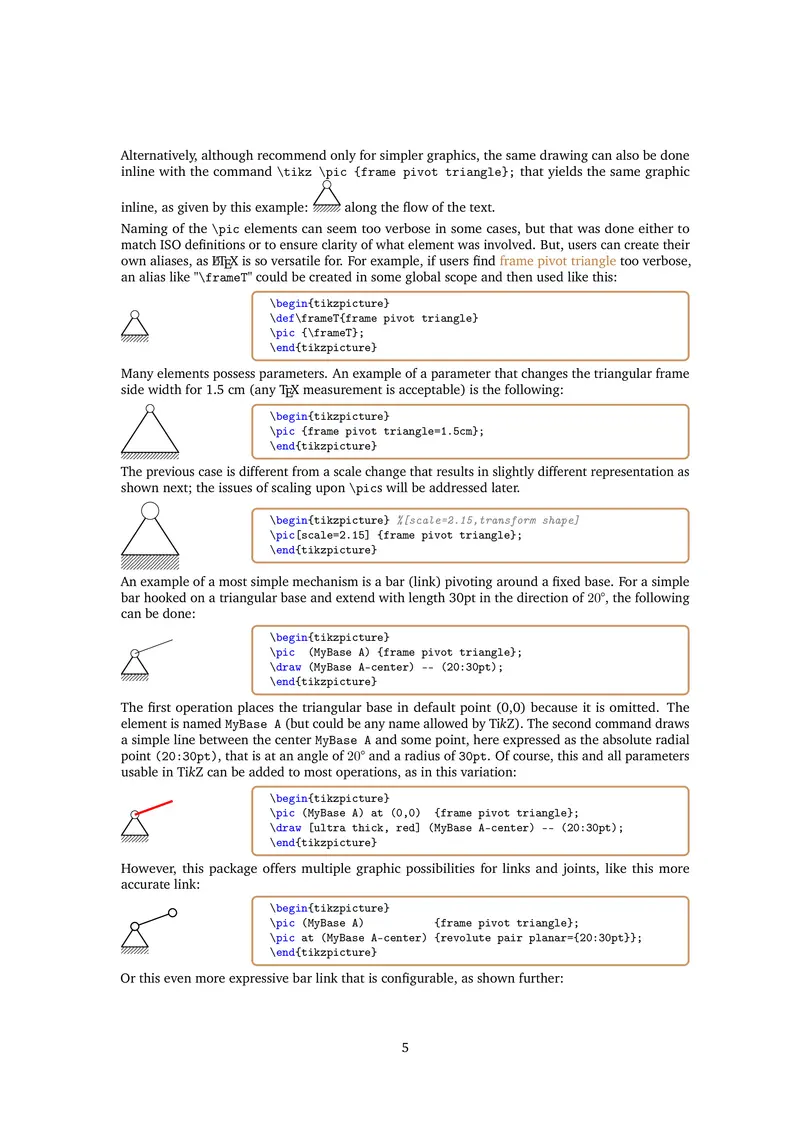 Alternatively, although recommend only for simpler graphics, the same drawing can also be done
inline with the command \tikz \pic {frame pivot triangle}; that yields the same graphic
inline, as given by this example: along the flow of the text.
Naming of the \pic elements can seem too verbose in some cases, but that was done either to
match ISO definitions or to ensure clarity of what element was involved. But, users can create their
own aliases, as LATEX is so versatile for. For example, if users find frame pivot triangle too verbose,
an alias like "\frameT" could be created in some global scope and then used like this:
\begin{tikzpicture}
\def\frameT{frame pivot triangle}
\pic {\frameT};
\end{tikzpicture}
Many elements possess parameters. An example of a parameter that changes the triangular frame
side width for 1.5 cm (any TEX measurement is acceptable) is the following:
\begin{tikzpicture}
\pic {frame pivot triangle=1.5cm};
\end{tikzpicture}
The previous case is different from a scale change that results in slightly different representation as
shown next; the issues of scaling upon \pics will be addressed later.
\begin{tikzpicture} %[scale=2.15,transform shape]
\pic[scale=2.15] {frame pivot triangle};
\end{tikzpicture}
An example of a most simple mechanism is a bar (link) pivoting around a fixed base. For a simple
bar hooked on a triangular base and extend with length 30pt in the direction of 20°, the following
can be done:
\begin{tikzpicture}
\pic  (MyBase A) {frame pivot triangle};
\draw (MyBase A-center) -- (20:30pt);
\end{tikzpicture}
The first operation places the triangular base in default point (0,0) because it is omitted. The
element is named MyBase A (but could be any name allowed by TikZ). The second command draws
a simple line between the center MyBase A and some point, here expressed as the absolute radial
point (20:30pt), that is at an angle of 20° and a radius of 30pt. Of course, this and all parameters
usable in TikZ can be added to most operations, as in this variation:
\begin{tikzpicture}
\pic (MyBase A) at (0,0)  {frame pivot triangle};
\draw [ultra thick, red] (MyBase A-center) -- (20:30pt);
\end{tikzpicture}
However, this package offers multiple graphic possibilities for links and joints, like this more
accurate link:
\begin{tikzpicture}
\pic (MyBase A)           {frame pivot triangle};
\pic at (MyBase A-center) {revolute pair planar={20:30pt}};
\end{tikzpicture}
Or this even more expressive bar link that is configurable, as shown further:
5